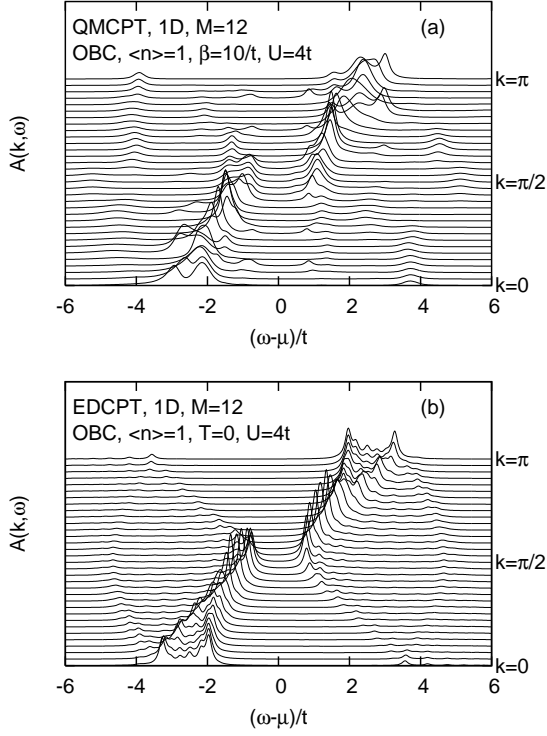 QMCPT, 1D, M=12 (a)
OBC, <n>=1, β=10/t, U=4t
k=π
k=π/2
k=0
A(k,ω)
-6 -4 -2 0 2 4 6
(ω-μ)/t
EDCPT, 1D, M=12 (b)
OBC, <n>=1, T=0, U=4t
k=π
k=π/2
k=0
A(k,ω)
-6 -4 -2 0 2 4 6
(ω-μ)/t